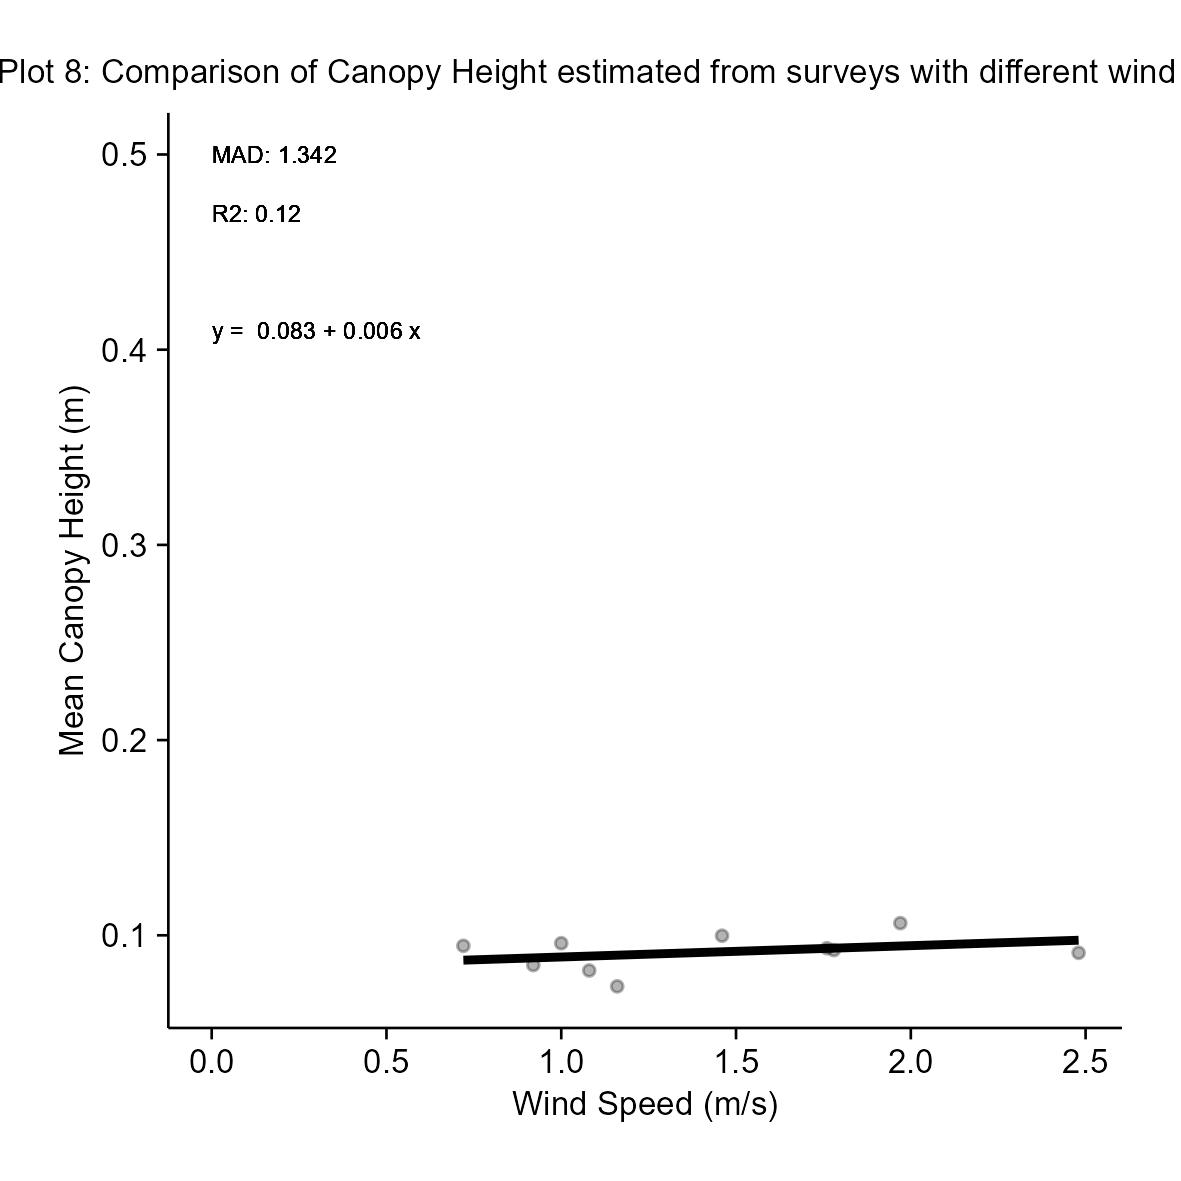 Plot 8: Comparison of Canopy Height estimated from surveys with different wind
0.5
MAD: 1.342
R2: 0.12
y =  0.083 + 0.006 x
0.4
0.3
0.2
0.1
Mean Canopy Height (m)
0.0 0.5 1.0 1.5 2.0 2.5
Wind Speed (m/s)